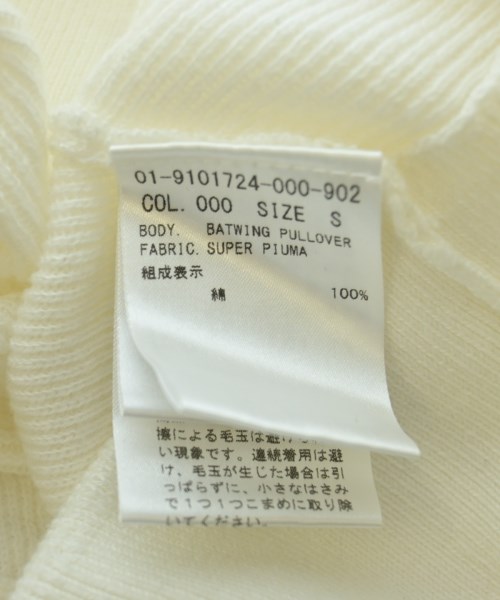 01-9101724-000-902
COL. 000 SIZE S
BODY. BATWING PULLOVER
FABRIC. SUPER PIUMA
組成表示
綿 100%
擦による毛玉は避け
い現象です。連続着用は避
け、毛玉が生じた場合は引
っぱらずに、小さなはさみ
で1つ1つこまめに取り除
いてください。